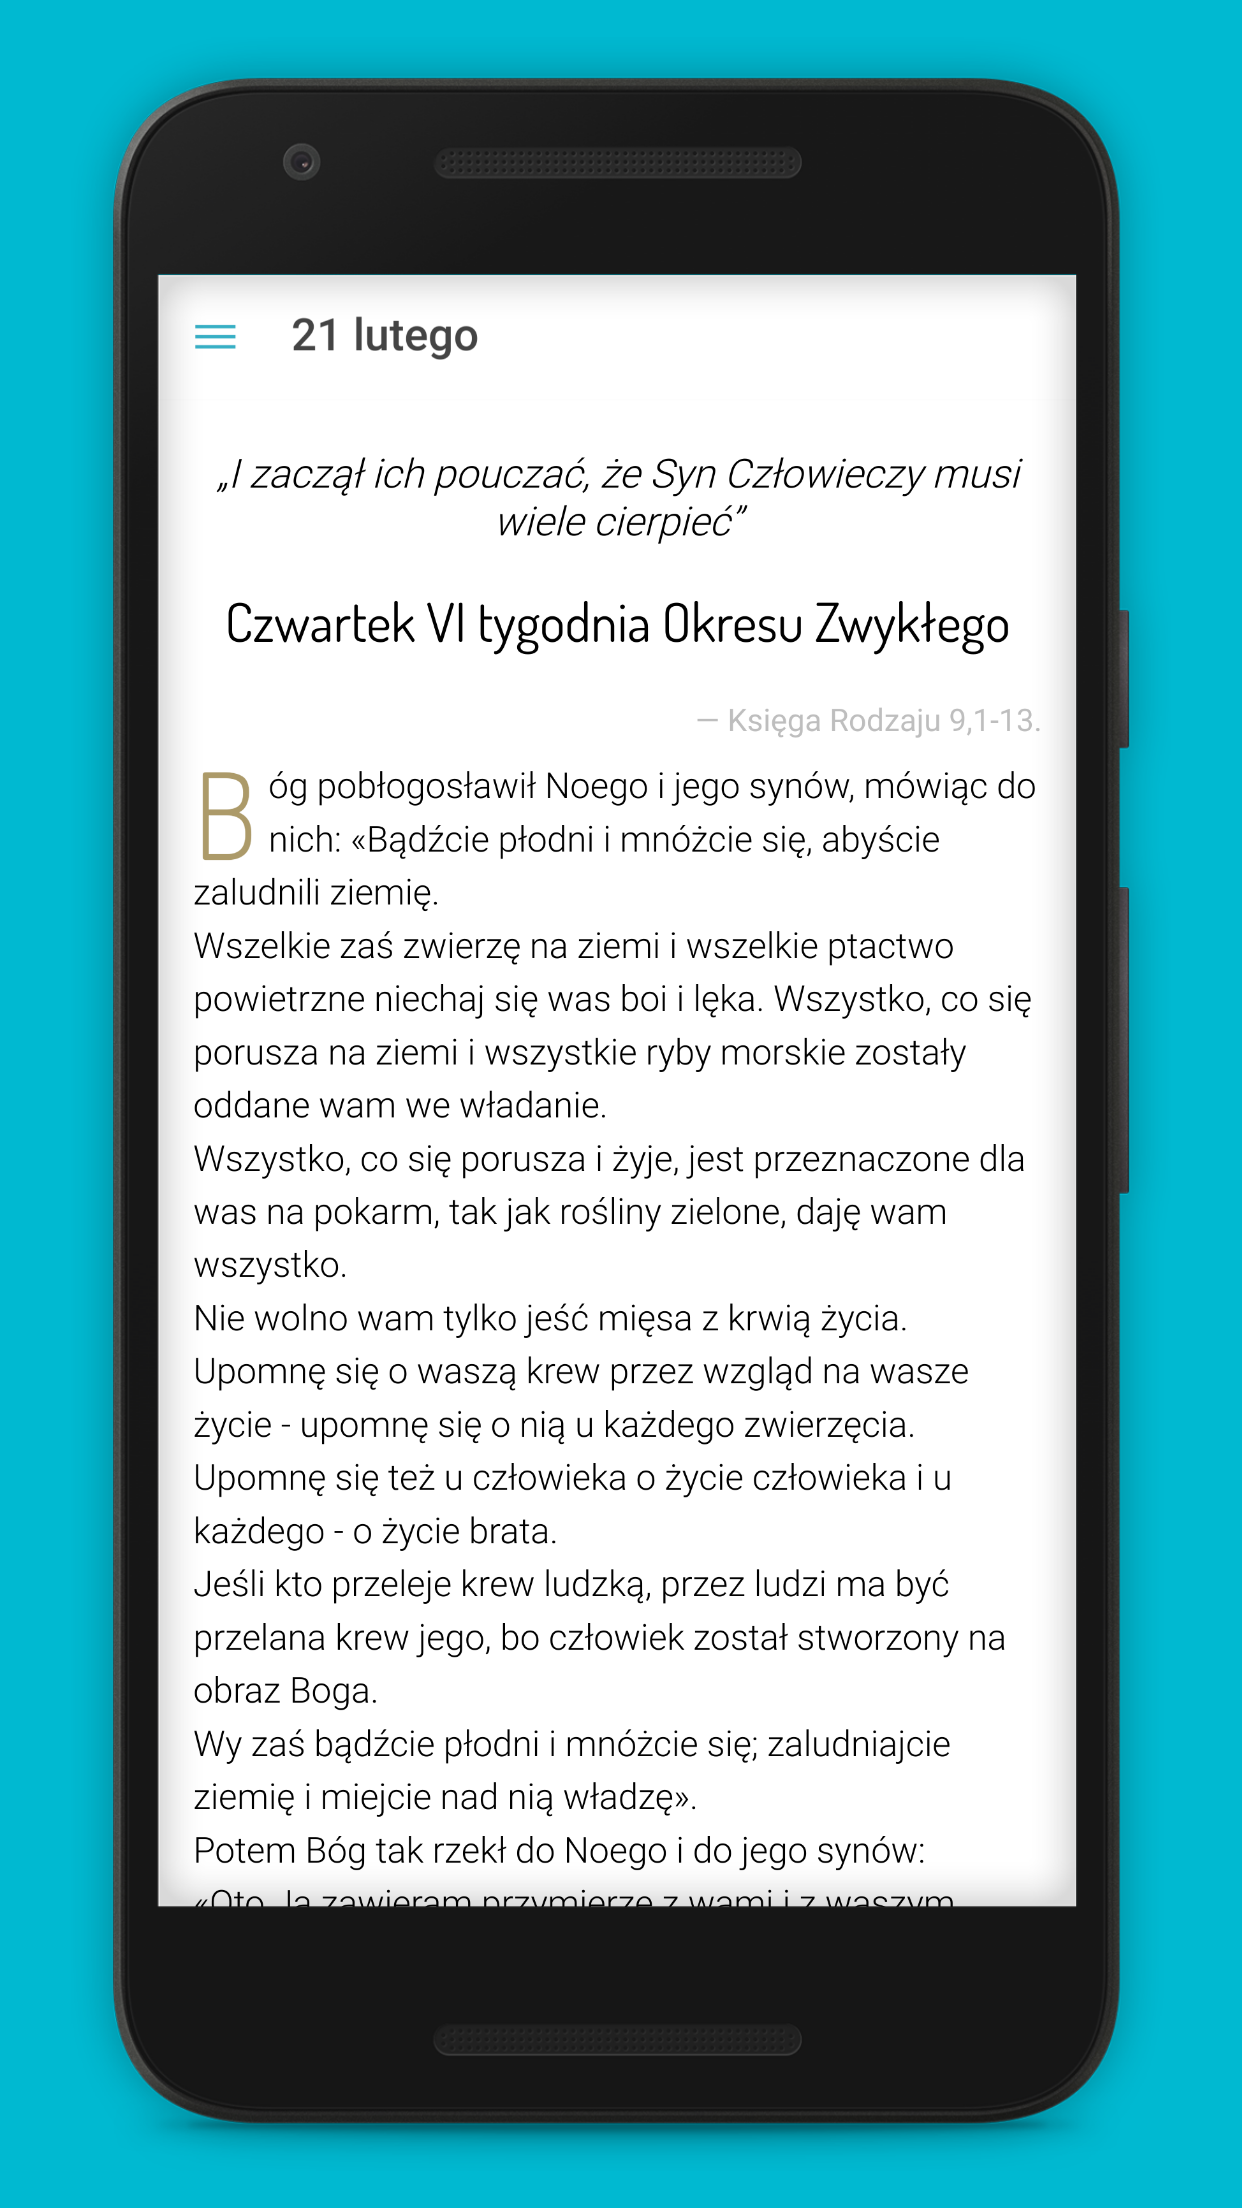 21 lutego
„I zaczął ich pouczać, że Syn Człowieczy musi
wiele cierpieć”
Czwartek VI tygodnia Okresu Zwykłego
— Księga Rodzaju 9,1-13.
Bóg pobłogosławił Noego i jego synów, mówiąc do
nich: «Bądźcie płodni i mnóżcie się, abyście
zaludnili ziemię.
Wszelkie zaś zwierzę na ziemi i wszelkie ptactwo
powietrzne niechaj się was boi i lęka. Wszystko, co się
porusza na ziemi i wszystkie ryby morskie zostały
oddane wam we władanie.
Wszystko, co się porusza i żyje, jest przeznaczone dla
was na pokarm, tak jak rośliny zielone, daję wam
wszystko.
Nie wolno wam tylko jeść mięsa z krwią życia.
Upomnę się o waszą krew przez wzgląd na wasze
życie - upomnę się o nią u każdego zwierzęcia.
Upomnę się też u człowieka o życie człowieka i u
każdego - o życie brata.
Jeśli kto przeleje krew ludzką, przez ludzi ma być
przelana krew jego, bo człowiek został stworzony na
obraz Boga.
Wy zaś bądźcie płodni i mnóżcie się; zaludniajcie
ziemię i miejcie nad nią władzę».
Potem Bóg tak rzekł do Noego i do jego synów:
«Oto Ja zawieram przymierze z wami i z waszym